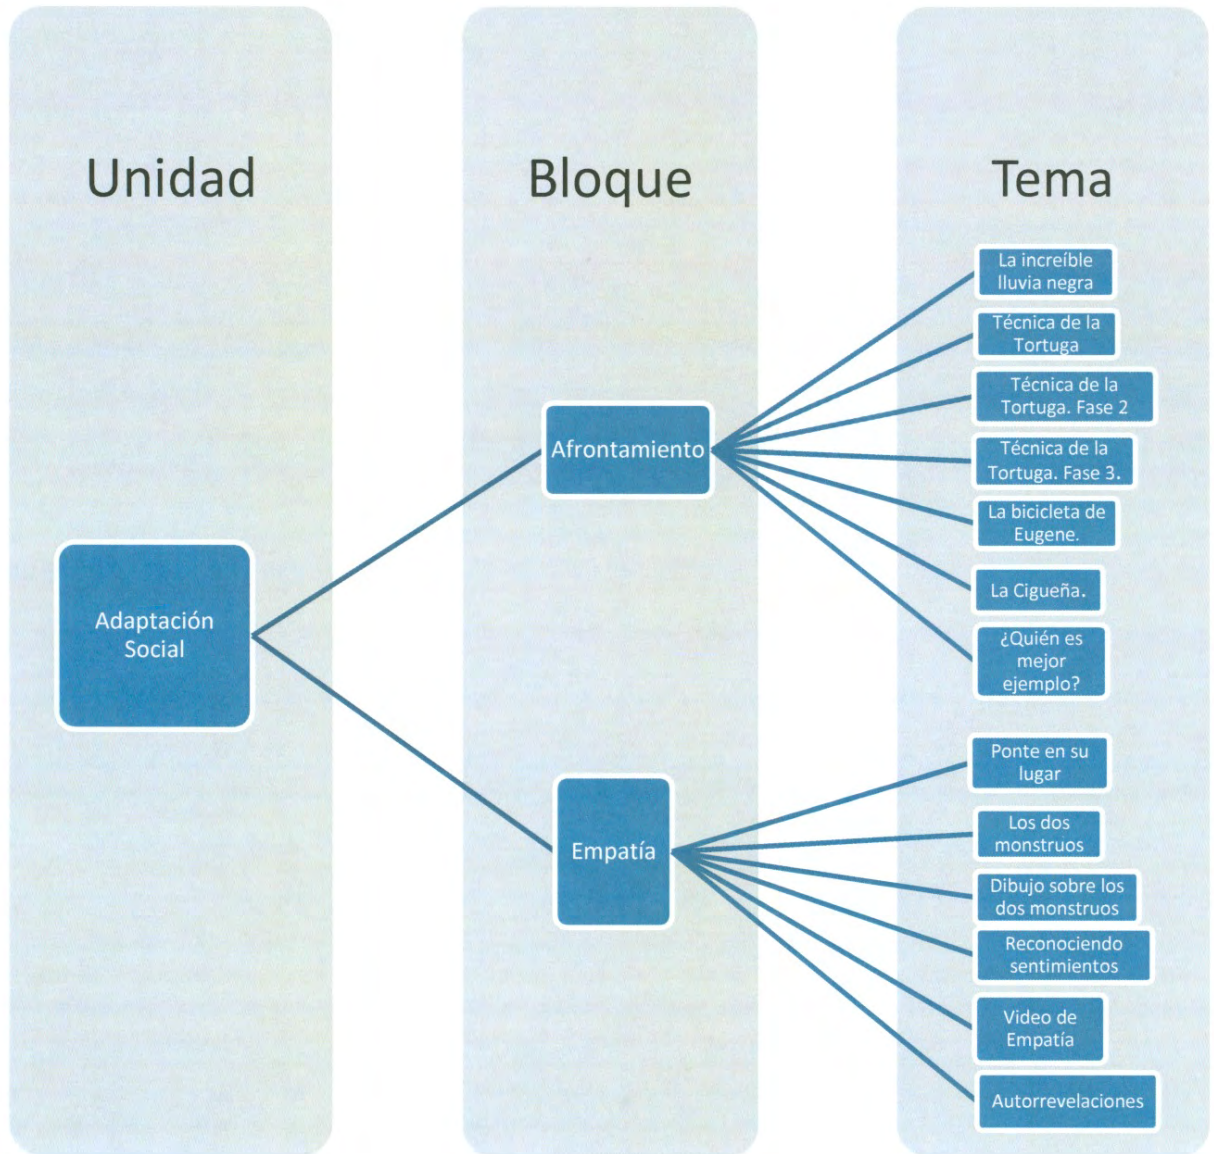 Unidad
Bloque
Tema
Adaptación
Social
Afrontamiento
Empatía
La increíble
lluvia negra
Técnica de la
Tortuga
Técnica de la
Tortuga. Fase 2
Técnica de la
Tortuga. Fase 3.
La bicicleta de
Eugene.
La Cigueña.
¿Quién es
mejor
ejemplo?
Ponte en su
lugar
Los dos
monstruos
Dibujo sobre los
dos monstruos
Reconociendo
sentimientos
Video de
Empatía
Autorrevelaciones